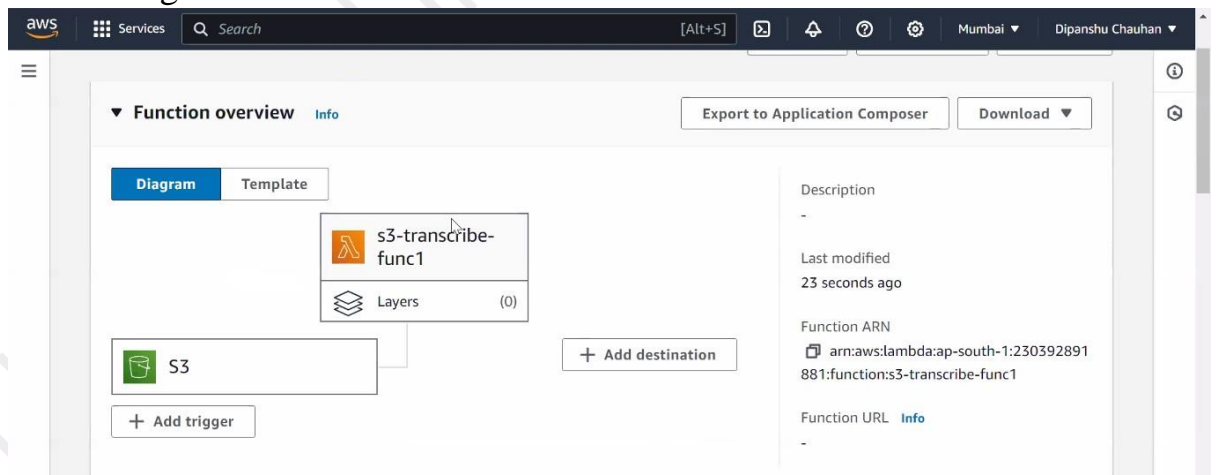 aws
Services
Search
[Alt+S]
Mumbai ▼
Dipanshu Chauhan ▼
▼ Function overview Info
Export to Application Composer
Download ▼
Diagram
Template
s3-transcribe-
func1
Layers (0)
S3
+ Add trigger
+ Add destination
Description
-
Last modified
23 seconds ago
Function ARN
arn:aws:lambda:ap-south-1:230392891
881:function:s3-transcribe-func1
Function URL Info
-